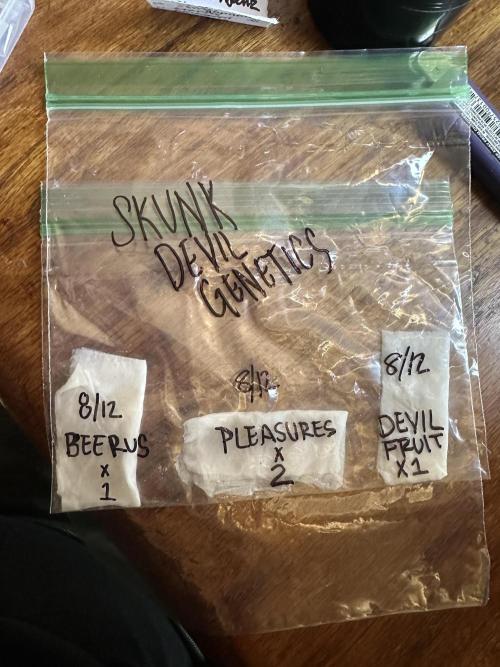 SKUNK
DEVIL
GENETICS
8/12
BEERUS
x
1
8/12
PLEASURES
x
2
8/12
DEVIL
FRUIT
x1